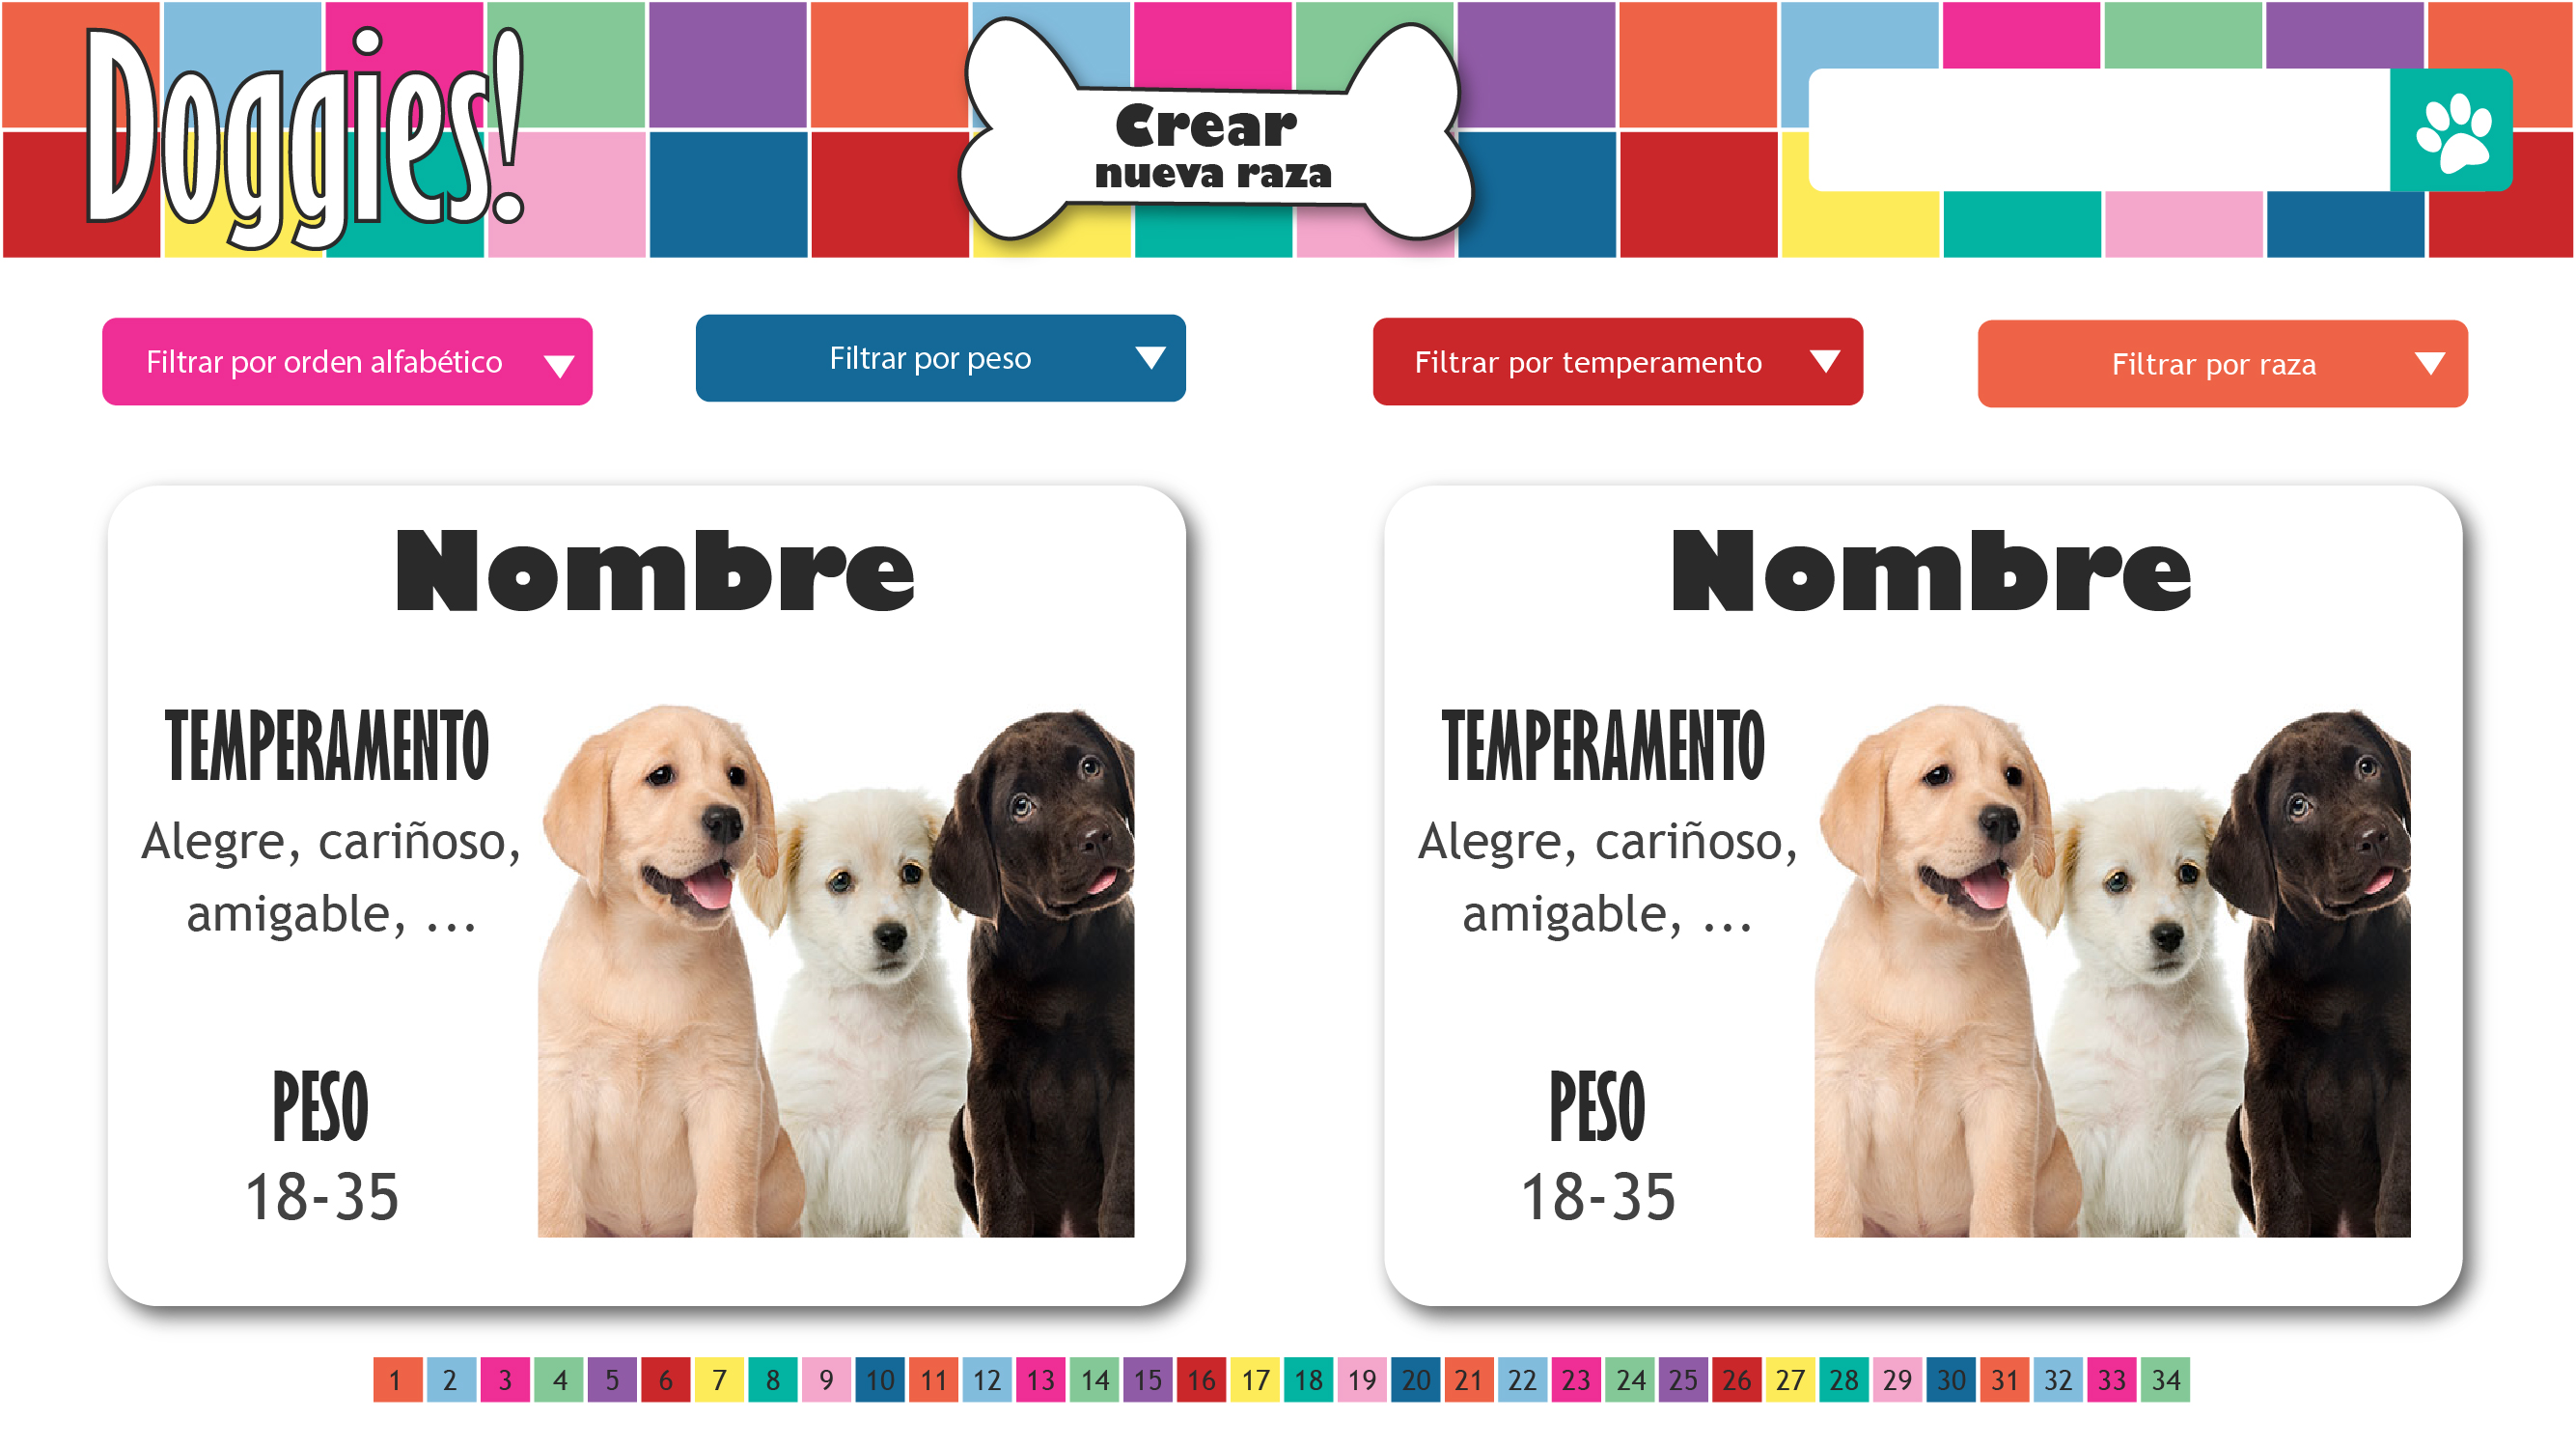 Doggies!
Crear
nueva raza
Filtrar por orden alfabético
Filtrar por peso
Filtrar por temperamento
Filtrar por raza
Nombre
TEMPERAMENTO
Alegre, cariñoso,
amigable, ...
PESO
18-35
Nombre
TEMPERAMENTO
Alegre, cariñoso,
amigable, ...
PESO
18-35
1 2 3 4 5 6 7 8 9 10 11 12 13 14 15 16 17 18 19 20 21 22 23 24 25 26 27 28 29 30 31 32 33 34